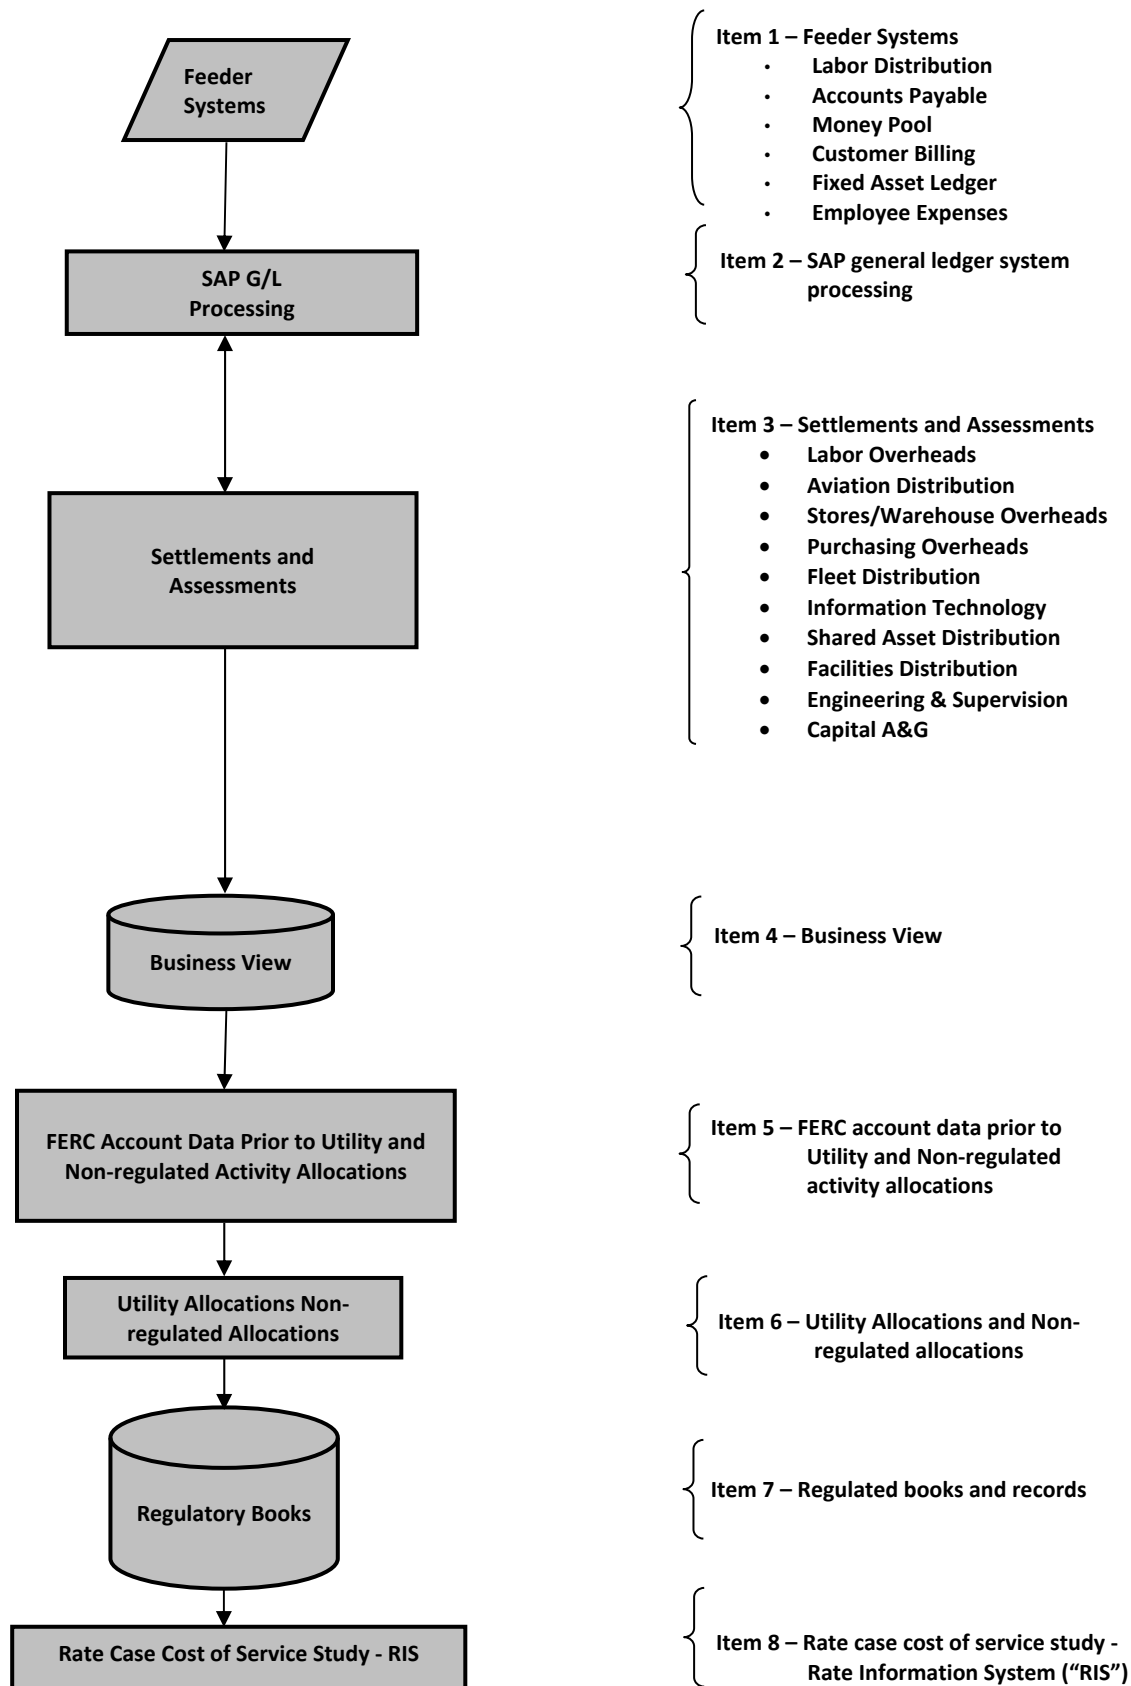 Feeder
Systems
Item 1 – Feeder Systems
• Labor Distribution
• Accounts Payable
• Money Pool
• Customer Billing
• Fixed Asset Ledger
• Employee Expenses
SAP G/L
Processing
Item 2 – SAP general ledger system
processing
Settlements and
Assessments
Item 3 – Settlements and Assessments
• Labor Overheads
• Aviation Distribution
• Stores/Warehouse Overheads
• Purchasing Overheads
• Fleet Distribution
• Information Technology
• Shared Asset Distribution
• Facilities Distribution
• Engineering & Supervision
• Capital A&G
Business View
Item 4 – Business View
FERC Account Data Prior to Utility and
Non-regulated Activity Allocations
Item 5 – FERC account data prior to
Utility and Non-regulated
activity allocations
Utility Allocations Non-
regulated Allocations
Item 6 – Utility Allocations and Non-
regulated allocations
Regulatory Books
Item 7 – Regulated books and records
Rate Case Cost of Service Study - RIS
Item 8 – Rate case cost of service study -
Rate Information System (“RIS”)